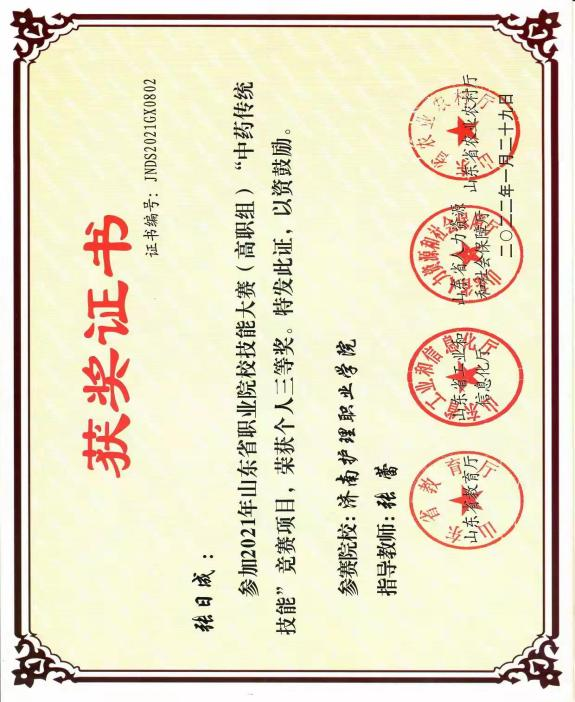 获奖证书
证书编号：JNDS2021GX0802
张日成：
参加2021年山东省职业院校技能大赛（高职组）“中药传统
技能”竞赛项目，荣获个人三等奖。特发此证，以资鼓励。
参赛院校：济南护理职业学院
指导教师：张蕾
山东省教育厅
山东省工业和
信息化厅
山东省人力资源
和社会保障厅
山东省农业农村厅
二〇二二年一月二十九日